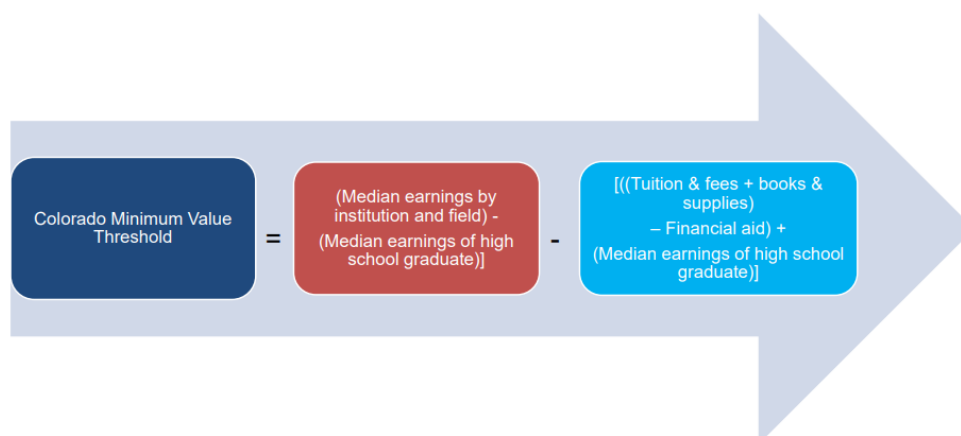 Colorado Minimum Value
Threshold
=
(Median earnings by
institution and field) -
(Median earnings of high
school graduate)]
-
[((Tuition & fees + books &
supplies)
– Financial aid) +
(Median earnings of high school
graduate)]